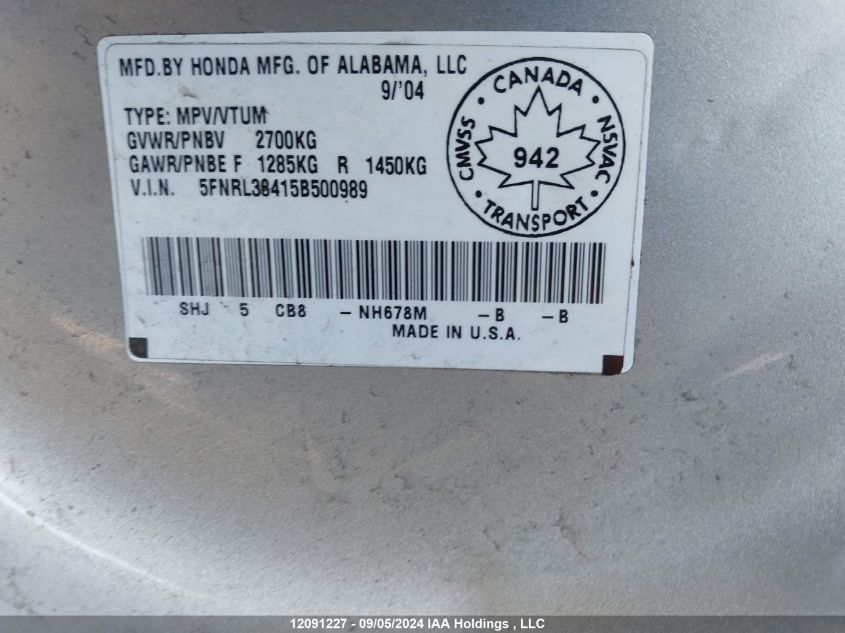 MFD.BY HONDA MFG. OF ALABAMA, LLC
9/'04
TYPE: MPV/VTUM
GVWR/PNBV 2700KG
GAWR/PNBE F 1285KG R 1450KG
V.I.N. 5FNRL38415B500989
CANADA
CMVSS
942
NSVAC
TRANSPORT
SHJ 5 CB8 -NH678M -B -B
MADE IN U.S.A.
12091227 - 09/05/2024 IAA Holdings , LLC